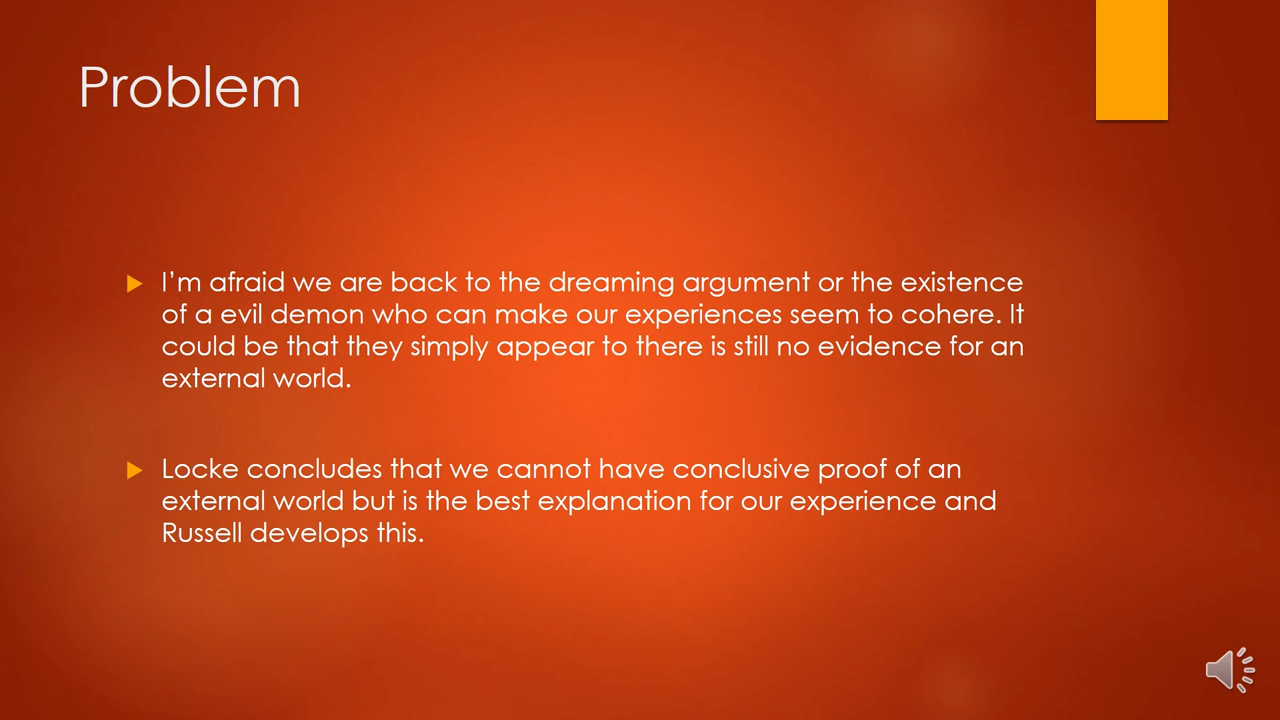 Problem
I'm afraid we are back to the dreaming argument or the existence
of a evil demon who can make our experiences seem to cohere. It
could be that they simply appear to there is still no evidence for an
external world.
Locke concludes that we cannot have conclusive proof of an
external world but is the best explanation for our experience and
Russell develops this.